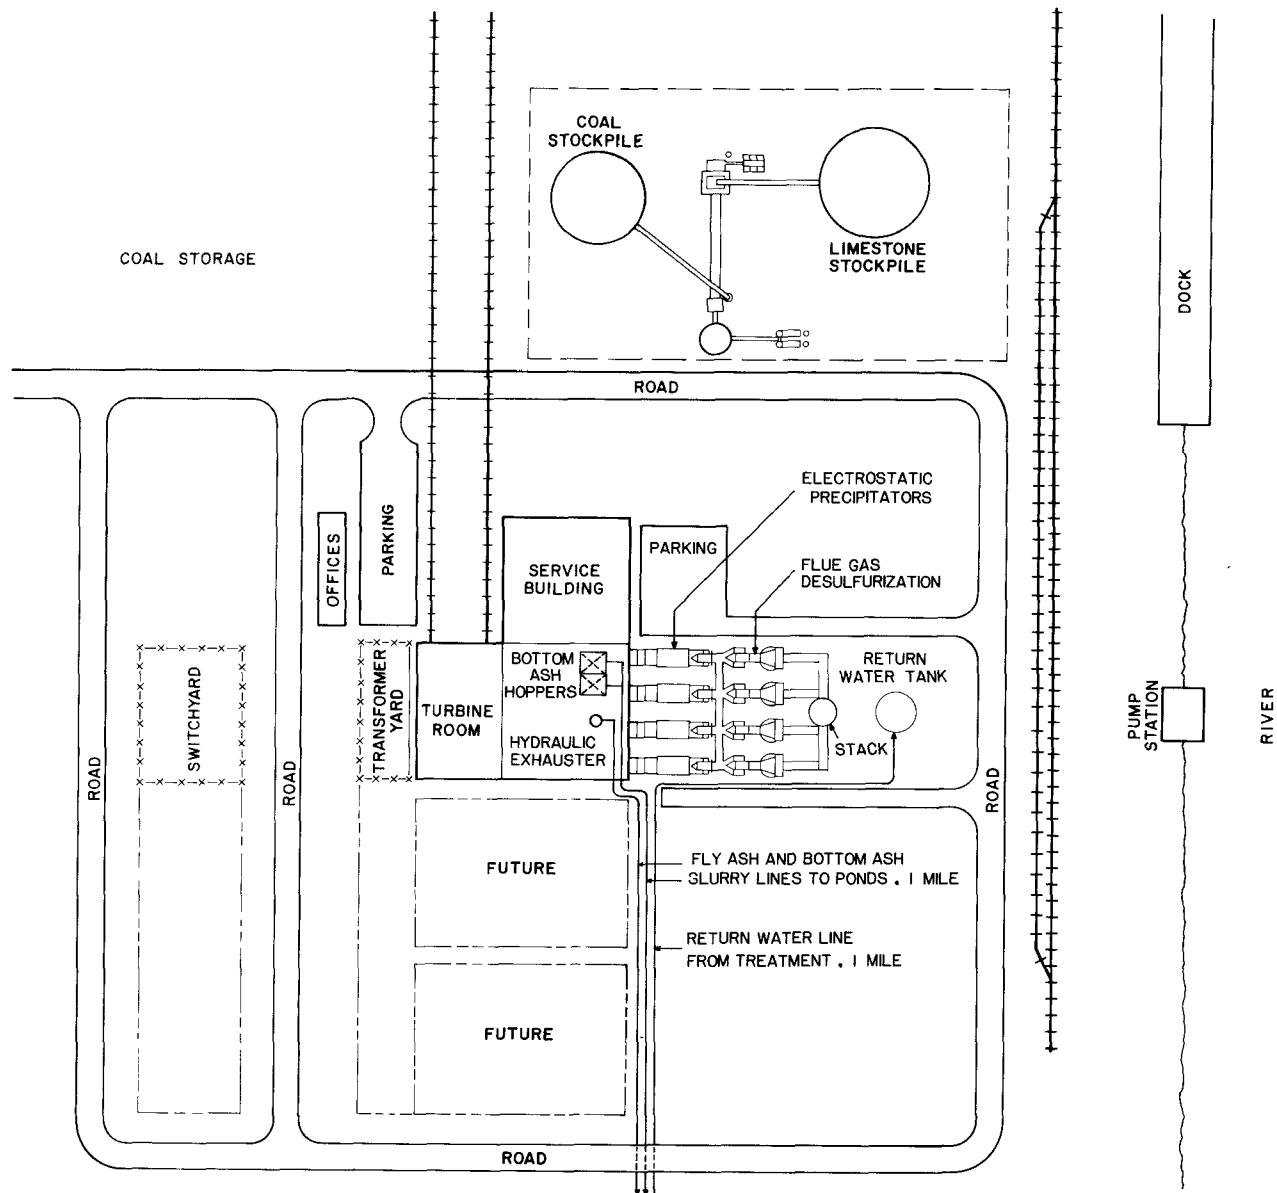 COAL
STOCKPILE
LIMESTONE
STOCKPILE
COAL STORAGE
DOCK
ROAD
ELECTROSTATIC
PRECIPITATORS
OFFICES
PARKING
SERVICE
BUILDING
PARKING
FLUE GAS
DESULFURIZATION
SWITCHYARD
TRANSFORMER
YARD
TURBINE
ROOM
BOTTOM
ASH
HOPPERS
HYDRAULIC
EXHAUSTER
RETURN
WATER TANK
STACK
PUMP
STATION
RIVER
ROAD
ROAD
ROAD
FUTURE
FLY ASH AND BOTTOM ASH
SLURRY LINES TO PONDS . 1 MILE
RETURN WATER LINE
FROM TREATMENT . 1 MILE
FUTURE
ROAD